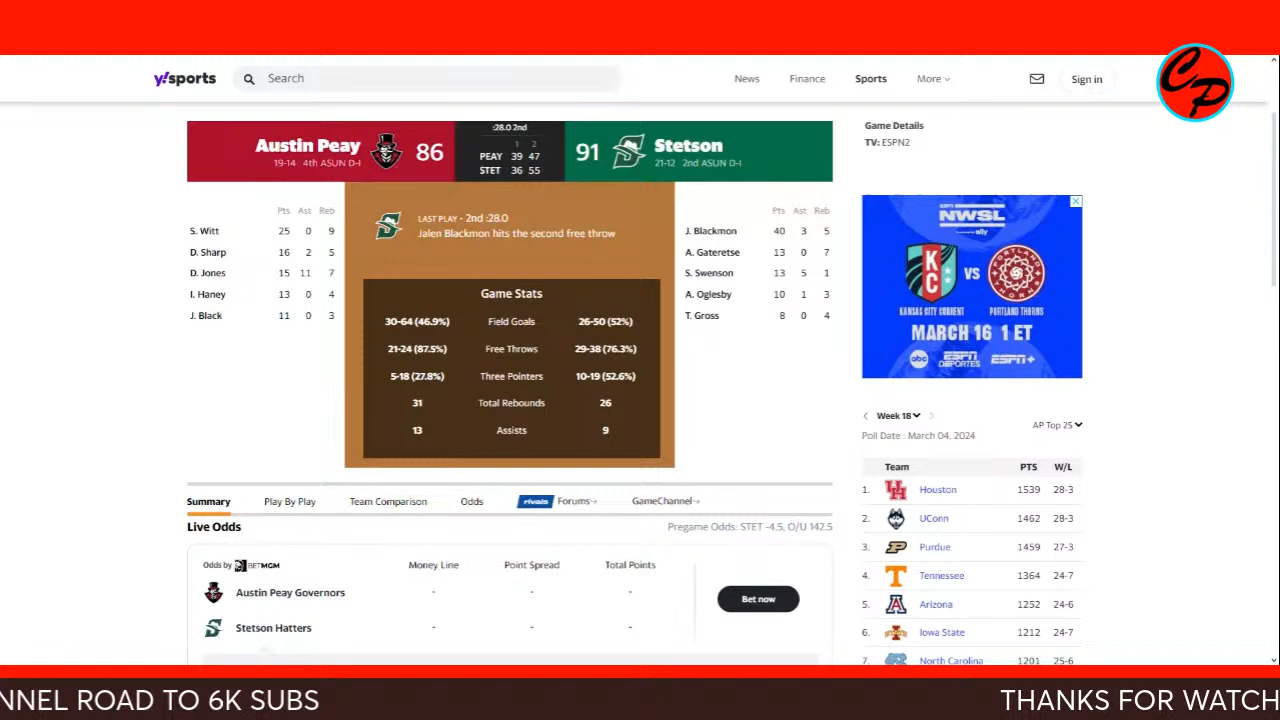 y!sports
Search
News Finance Sports More
Sign in
CP
Austin Peay 86
19-14 4th ASUN D-I
:28.0 2nd
1 2
PEAY 39 47
STET 36 55
91 Stetson
21-12 2nd ASUN D-I
Game Details
TV: ESPN2
Pts Ast Reb
S. Witt 25 0 9
D. Sharp 16 2 5
D. Jones 15 11 7
I. Haney 13 0 4
J. Black 11 0 3
LAST PLAY - 2nd :28.0
Jalen Blackmon hits the second free throw
Game Stats
30-64 (46.9%) Field Goals 26-50 (52%)
21-24 (87.5%) Free Throws 29-38 (76.3%)
5-18 (27.8%) Three Pointers 10-19 (52.6%)
31 Total Rebounds 26
13 Assists 9
Pts Ast Reb
J. Blackmon 40 3 5
A. Gateretse 13 0 7
S. Swenson 13 5 1
A. Oglesby 10 1 3
T. Gross 8 0 4
ESPN
NWSL
ally
KC VS
KANSAS CITY CURRENT PORTLAND THORNS
MARCH 16 1 ET
abc ESPN DEPORTES ESPN+
Week 18
Poll Date : March 04, 2024
AP Top 25
Team PTS W/L
1. Houston 1539 28-3
2. UConn 1462 28-3
3. Purdue 1459 27-3
4. Tennessee 1364 24-7
5. Arizona 1252 24-6
6. Iowa State 1212 24-7
7. North Carolina 1201 25-6
Summary Play By Play Team Comparison Odds rivals Forums GameChannel
Live Odds
Pregame Odds: STET -4.5, O/U 142.5
Odds by BETMGM Money Line Point Spread Total Points
Austin Peay Governors - - -
Stetson Hatters - - -
Bet now
NNEL ROAD TO 6K SUBS THANKS FOR WATCH